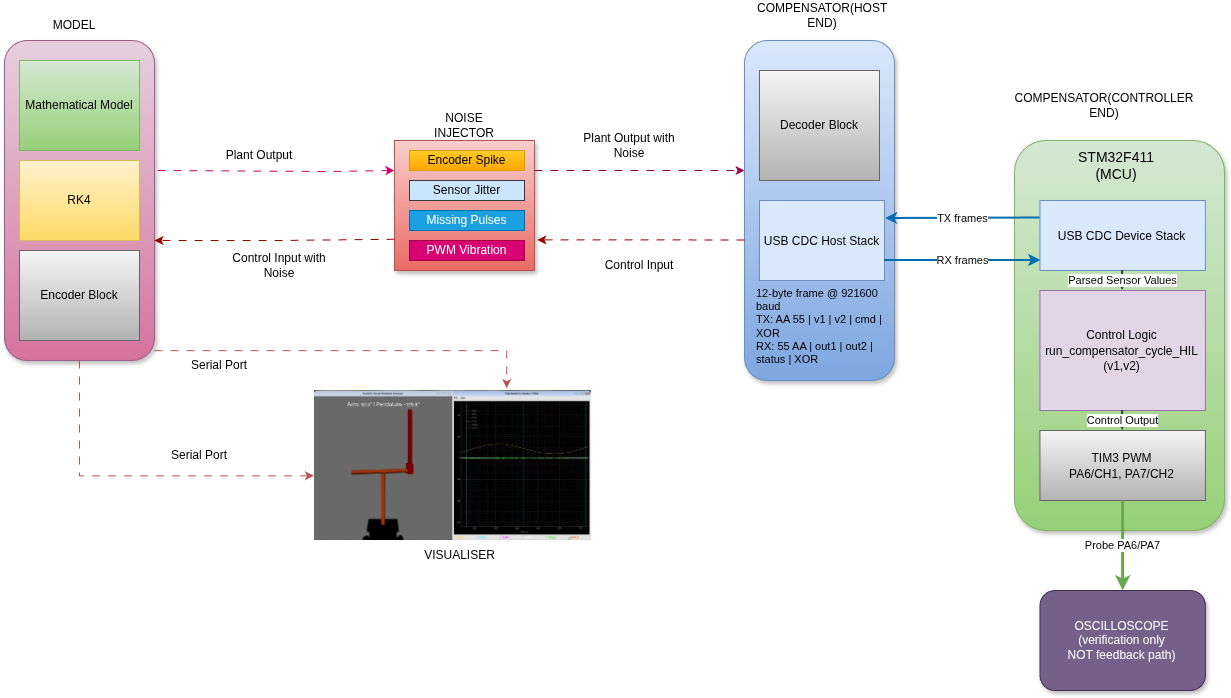 MODEL
Mathematical Model
RK4
Encoder Block
Plant Output
Control Input with
Noise
NOISE
INJECTOR
Encoder Spike
Sensor Jitter
Missing Pulses
PWM Vibration
Plant Output with
Noise
Control Input
COMPENSATOR(HOST
END)
Decoder Block
USB CDC Host Stack
12-byte frame @ 921600
baud
TX: AA 55 | v1 | v2 | cmd |
XOR
RX: 55 AA | out1 | out2 |
status | XOR
TX frames
RX frames
COMPENSATOR(CONTROLLER
END)
STM32F411
(MCU)
USB CDC Device Stack
Parsed Sensor Values
Control Logic
run_compensator_cycle_HIL
(v1,v2)
Control Output
TIM3 PWM
PA6/CH1, PA7/CH2
Probe PA6/PA7
OSCILLOSCOPE
(verification only
NOT feedback path)
Serial Port
Serial Port
VISUALISER